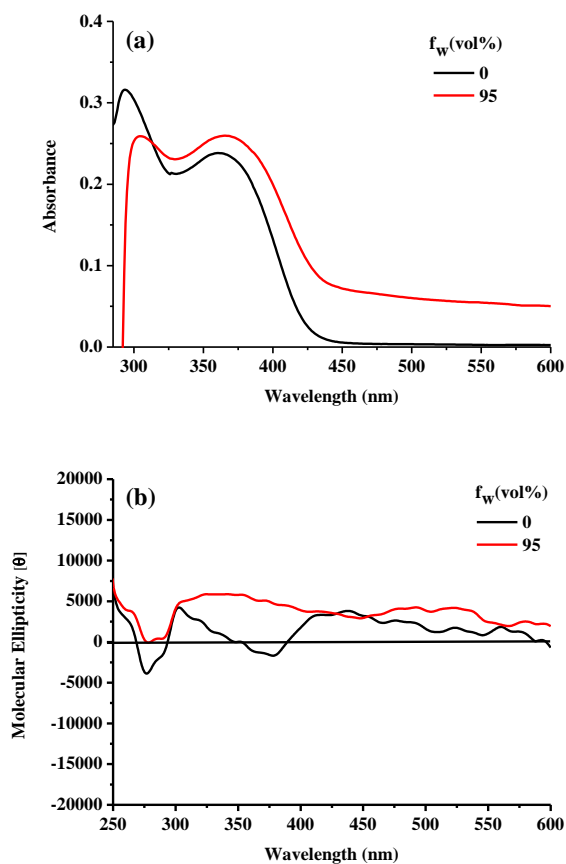 (a)
f_w(vol%)
0
95
Absorbance
0.4
0.3
0.2
0.1
0.0
300 350 400 450 500 550 600
Wavelength (nm)
(b)
f_w(vol%)
0
95
Molecular Ellipticity [θ]
20000
15000
10000
5000
0
-5000
-10000
-15000
-20000
250 300 350 400 450 500 550 600
Wavelength (nm)